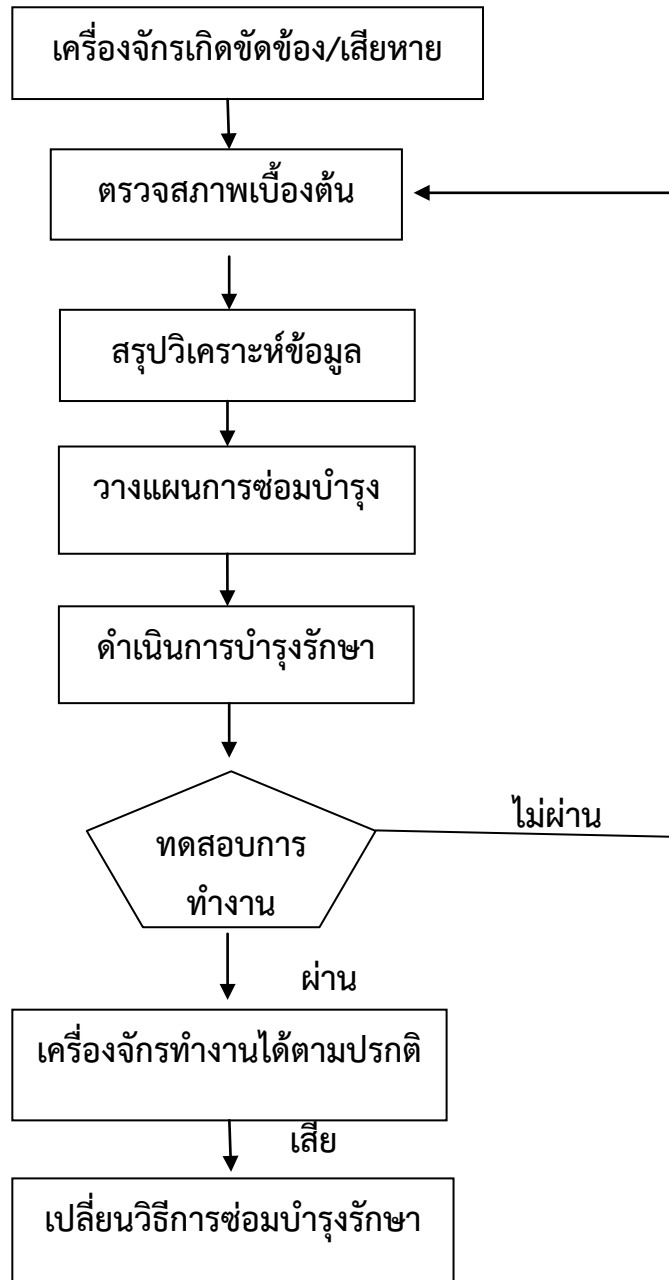 เครื่องจักรเกิดขัดข้อง/เสียหาย
ตรวจสภาพเบื้องต้น
สรุปวิเคราะห์ข้อมูล
วางแผนการซ่อมบำรุง
ดำเนินการบำรุงรักษา
ทดสอบการ
ทำงาน
ไม่ผ่าน
ผ่าน
เครื่องจักรทำงานได้ตามปรกติ
เสีย
เปลี่ยนวิธีการซ่อมบำรุงรักษา